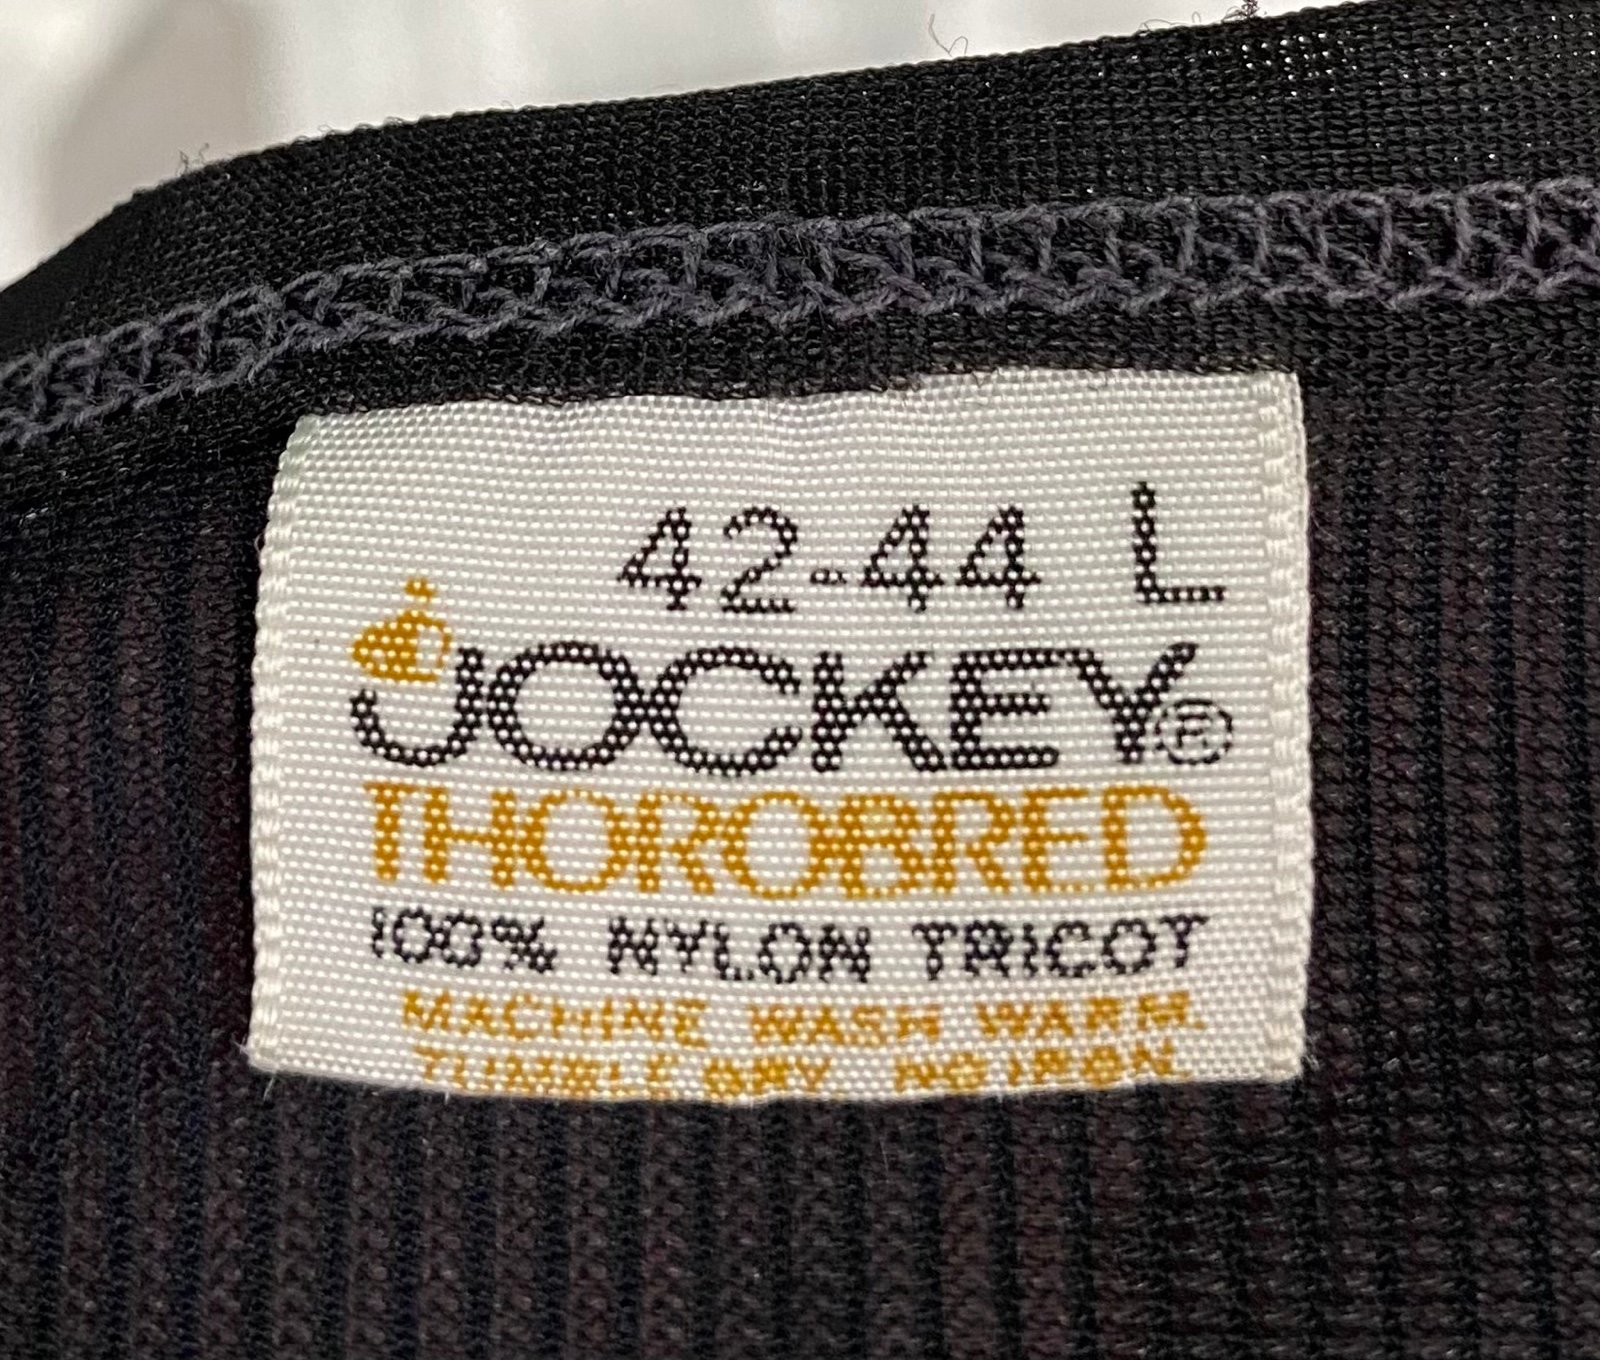 42-44 L
JOCKEY®
THOROBRED
100% NYLON TRICOT
MACHINE WASH WARM.
TUMBLE DRY NO IRON